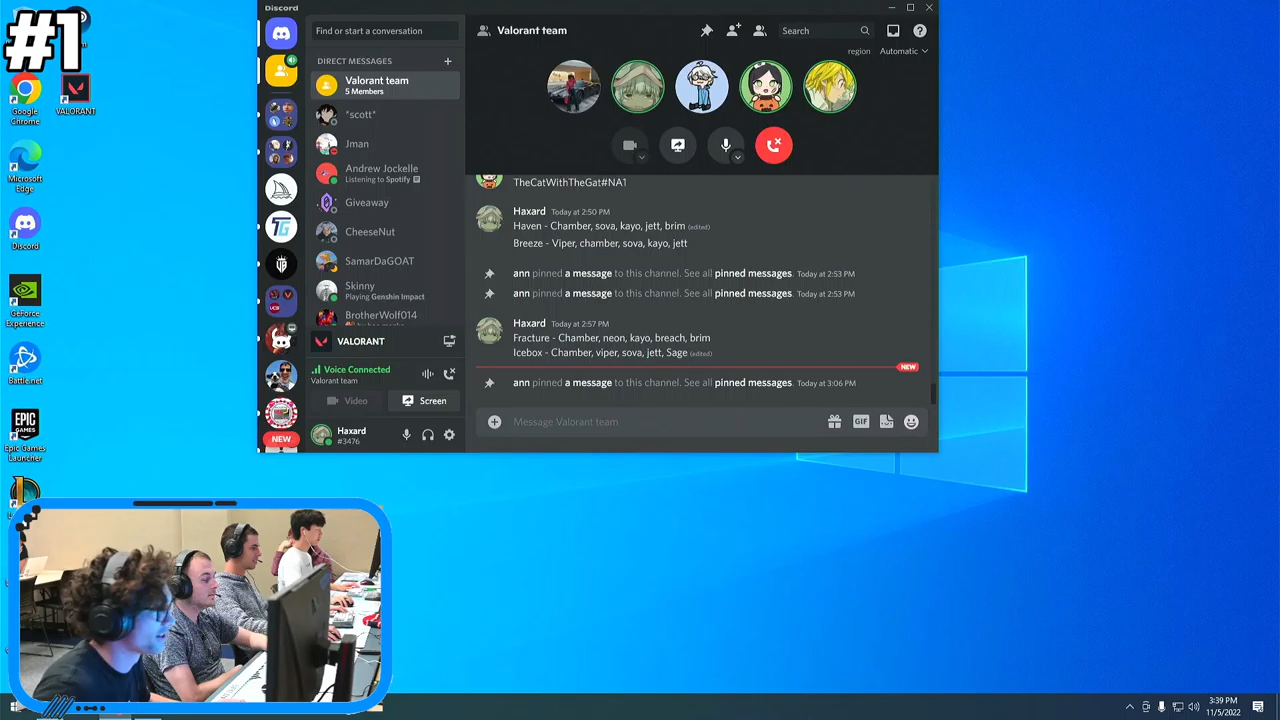 #1
Google
Chrome
VALORANT
Microsoft
Edge
Discord
GeForce
Experience
Battle.net
Epic Games
Launcher
EPIC
GAMES
Discord
Find or start a conversation
DIRECT MESSAGES
Valorant team
5 Members
*scott*
Jman
Andrew Jockelle
Listening to Spotify
Giveaway
CheeseNut
SamarDaGOAT
Skinny
Playing Genshin Impact
BrotherWolf014
VALORANT
Voice Connected
Valorant team
Video
Screen
Haxard
#3476
NEW
Valorant team
Search
region
Automatic
TheCatWithTheGat#NA1
Haxard Today at 2:50 PM
Haven - Chamber, sova, kayo, jett, brim (edited)
Breeze - Viper, chamber, sova, kayo, jett
ann pinned a message to this channel. See all pinned messages. Today at 2:53 PM
ann pinned a message to this channel. See all pinned messages. Today at 2:53 PM
Haxard Today at 2:57 PM
Fracture - Chamber, neon, kayo, breach, brim
Icebox - Chamber, viper, sova, jett, Sage (edited)
NEW
ann pinned a message to this channel. See all pinned messages. Today at 3:06 PM
Message Valorant team
GIF
3:39 PM
11/5/2022